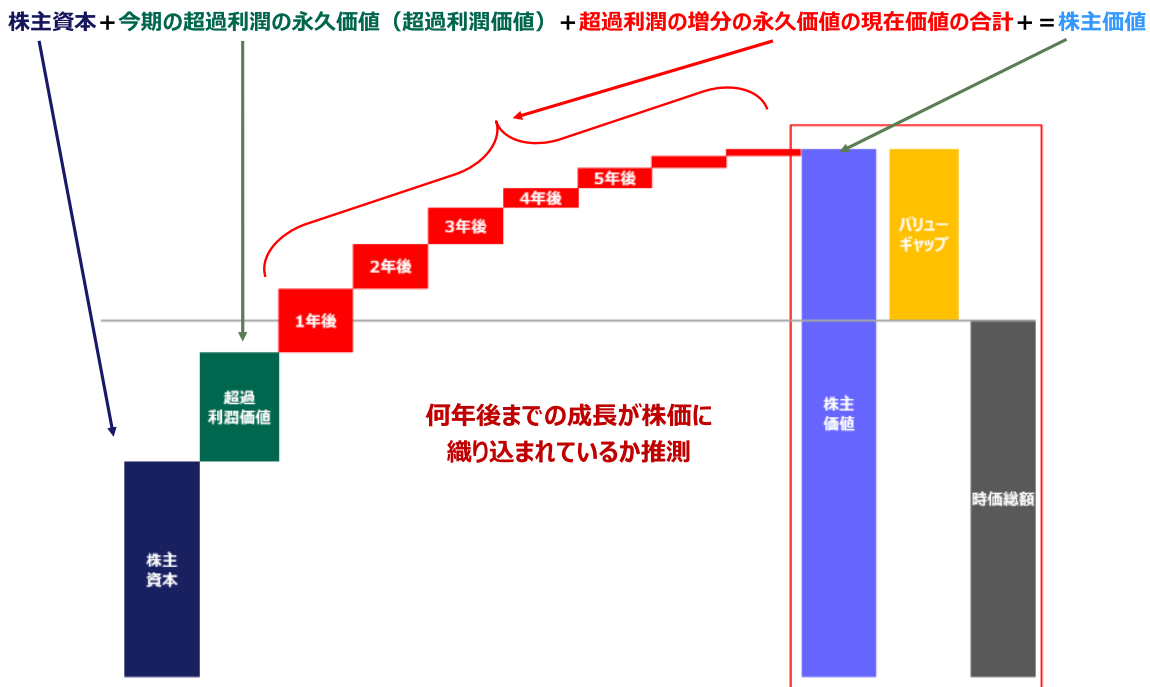 株主資本＋今期の超過利潤の永久価値（超過利潤価値）＋超過利潤の増分の永久価値の現在価値の合計＋＝株主価値
5年後
4年後
3年後
2年後
1年後
バリュー
ギャップ
超過
利潤価値
株主
価値
何年後までの成長が株価に
織り込まれているか推測
時価総額
株主
資本